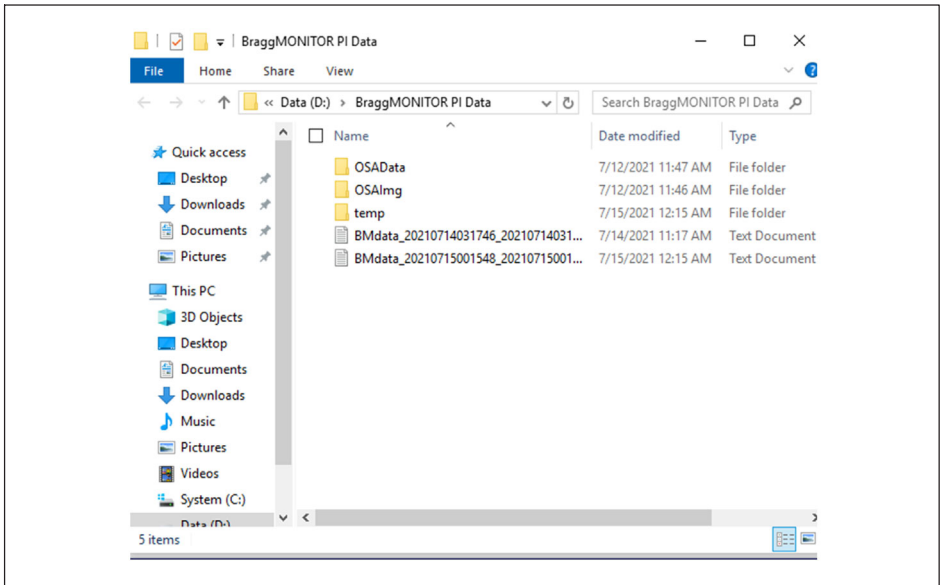 BraggMONITOR PI Data
File Home Share View
« Data (D:) › BraggMONITOR PI Data Search BraggMONITOR PI Data
Name Date modified Type
Quick access
Desktop
Downloads
Documents
Pictures
This PC
3D Objects
Desktop
Documents
Downloads
Music
Pictures
Videos
System (C:)
Data (D:)
OSAData 7/12/2021 11:47 AM File folder
OSAImg 7/12/2021 11:46 AM File folder
temp 7/15/2021 12:15 AM File folder
BMdata_20210714031746_20210714031... 7/14/2021 11:17 AM Text Document
BMdata_20210715001548_20210715001... 7/15/2021 12:15 AM Text Document
5 items